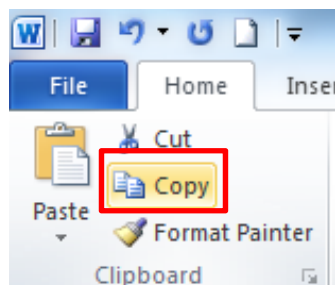 W
File Home Inser
Cut
Copy
Paste
Format Painter
Clipboard